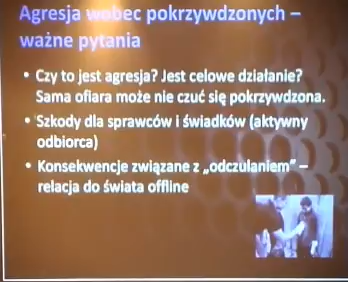 Agresja wobec pokrzywdzonych –
ważne pytania
• Czy to jest agresja? Jest celowe działanie?
Sama ofiara może nie czuć się pokrzywdzona.
• Szkody dla sprawców i świadków (aktywny
odbiorca)
• Konsekwencje związane z „odczulaniem” –
relacja do świata offline